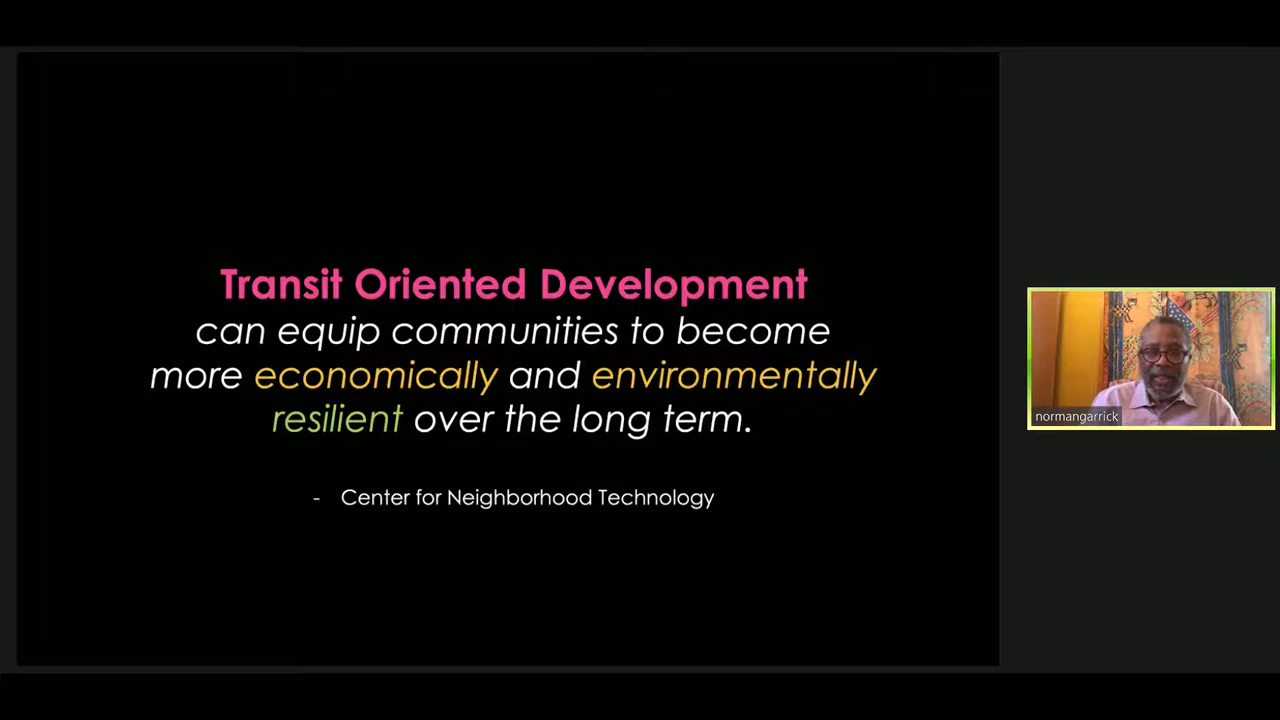 Transit Oriented Development
can equip communities to become
more economically and environmentally
resilient over the long term.
- Center for Neighborhood Technology
normangarrick